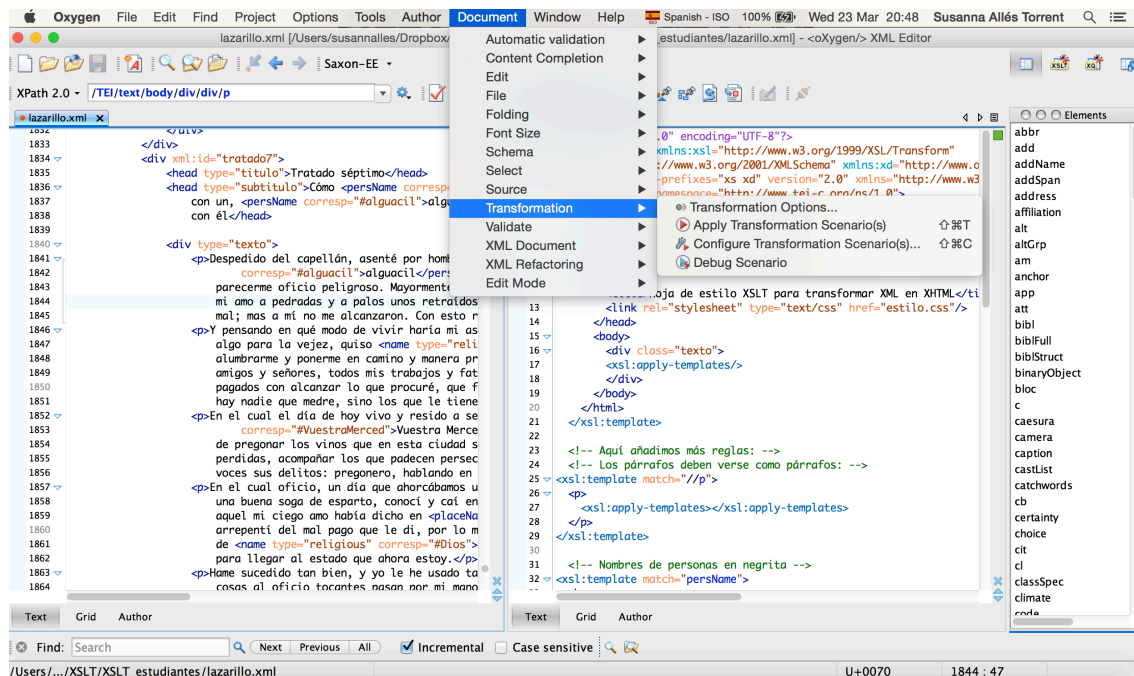 Oxygen File Edit Find Project Options Tools Author Document Window Help Spanish - ISO 100% Wed 23 Mar 20:48 Susanna Allés Torrent
lazarillo.xml [/Users/susannalles/Dropbox/
_estudiantes/lazarillo.xml] - <oXygen/> XML Editor
Saxon-EE
XPath 2.0 /TEI/text/body/div/div/p
lazarillo.xml
1832 </div>
1833 </div>
1834 <div xml:id="tratado7">
1835 <head type="titulo">Tratado séptimo</head>
1836 <head type="subtitulo">Cómo <persName corresp=
1837 con un, <persName corresp="#alguacil">algu
1838 con él</head>
1839
1840 <div type="texto">
1841 <p>Despedido del capellán, asenté por homb
1842 corresp="#alguacil">alguacil</pers
1843 parecerme oficio peligroso. Mayormente
1844 mi amo a pedradas y a palos unos retraídos
1845 mal; mas a mí no me alcanzaron. Con esto r
1846 <p>Y pensando en qué modo de vivir haría mi as
1847 algo para la vejez, quiso <name type="reli
1848 alumbrarme y ponerme en camino y manera pr
1849 amigos y señores, todos mis trabajos y fat
1850 pagados con alcanzar lo que procuré, que f
1851 hay nadie que medre, sino los que le tiene
1852 <p>En el cual el día de hoy vivo y resido a se
1853 corresp="#VuestraMerced">Vuestra Merce
1854 de pregonar los vinos que en esta ciudad s
1855 perdidas, acompañar los que padecen persec
1856 voces sus delitos: pregonero, hablando en
1857 <p>En el cual oficio, un día que ahorcábamos u
1858 una buena soga de esparto, conocí y caí en
1859 aquel mi ciego amo había dicho en <placeNa
1860 arrepentí del mal pago que le di, por lo m
1861 de <name type="religious" corresp="#Dios">
1862 para llegar al estado que ahora estoy.</p>
1863 <p>Hame sucedido tan bien, y yo le he usado ta
1864 cosas al oficio tocantes pasan por mi mano
Automatic validation
Content Completion
Edit
File
Folding
Font Size
Schema
Select
Source
Transformation
Validate
XML Document
XML Refactoring
Edit Mode
Transformation Options...
Apply Transformation Scenario(s) ⇧⌘T
Configure Transformation Scenario(s)... ⇧⌘C
Debug Scenario
.0" encoding="UTF-8"?>
xmlns:xsl="http://www.w3.org/1999/XSL/Transform"
://www.w3.org/2001/XMLSchema" xmlns:xd="http://www.o
-prefixes="xs xd" version="2.0" xmlns="http://www.w3
namespace="http://www.tei-c.org/ns/1.0">
hoja de estilo XSLT para transformar XML en XHTML</ti
13 <link rel="stylesheet" type="text/css" href="estilo.css"/>
14 </head>
15 <body>
16 <div class="texto">
17 <xsl:apply-templates/>
18 </div>
19 </body>
20 </html>
21 </xsl:template>
22
23 <!-- Aquí añadimos más reglas: -->
24 <!-- Los párrafos deben verse como párrafos: -->
25 <xsl:template match="//p">
26 <p>
27 <xsl:apply-templates></xsl:apply-templates>
28 </p>
29 </xsl:template>
30
31 <!-- Nombres de personas en negrita -->
32 <xsl:template match="persName">
Elements
abbr
add
addName
addSpan
address
affiliation
alt
altGrp
am
anchor
app
att
bibl
biblFull
biblStruct
binaryObject
bloc
c
caesura
camera
caption
castList
catchwords
cb
certainty
choice
cit
cl
classSpec
climate
code
Text Grid Author
Text Grid Author
Find: Search Next Previous All Incremental Case sensitive
/Users/.../XSLT/XSLT_estudiantes/lazarillo.xml U+0070 1844 : 47